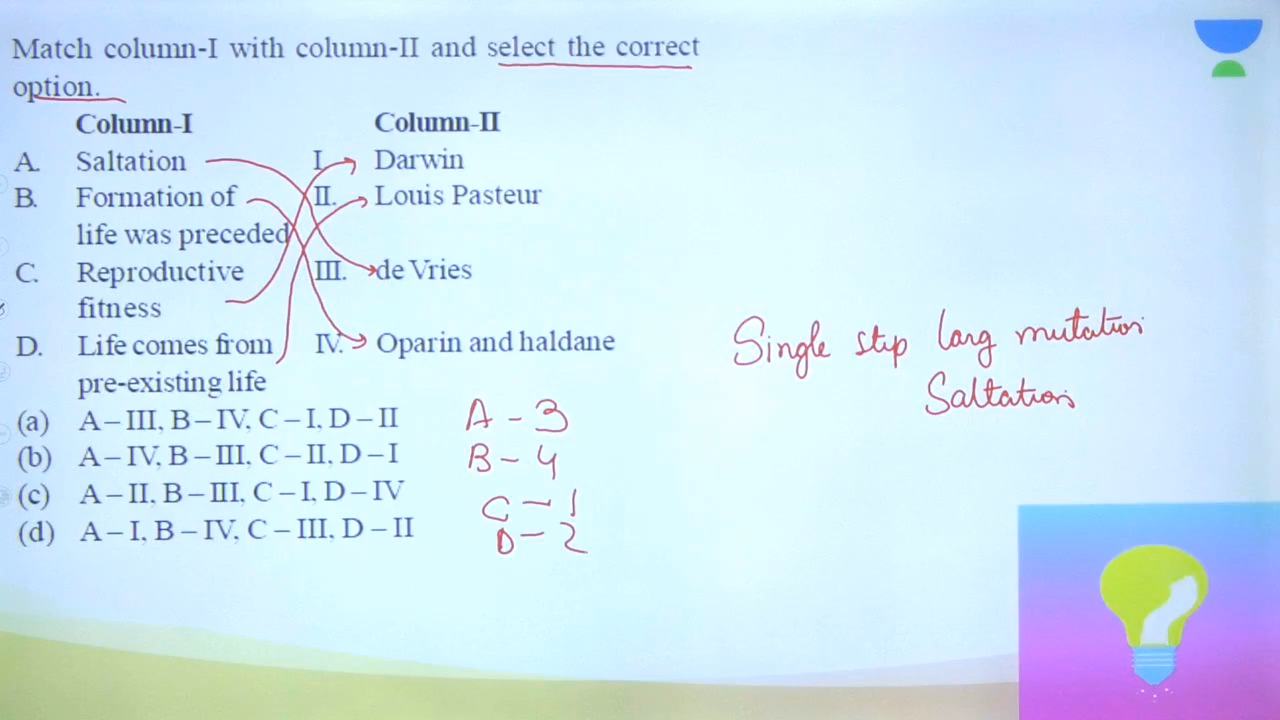 Match column-I with column-II and select the correct
option.
Column-I Column-II
A. Saltation I. Darwin
B. Formation of II. Louis Pasteur
life was preceded
C. Reproductive III. de Vries
fitness
D. Life comes from IV. Oparin and haldane
pre-existing life
(a) A – III, B – IV, C – I, D – II
(b) A – IV, B – III, C – II, D – I
(c) A – II, B – III, C – I, D – IV
(d) A – I, B – IV, C – III, D – II
A - 3
B - 4
C - 1
D - 2
Single step larg mutation
Saltation